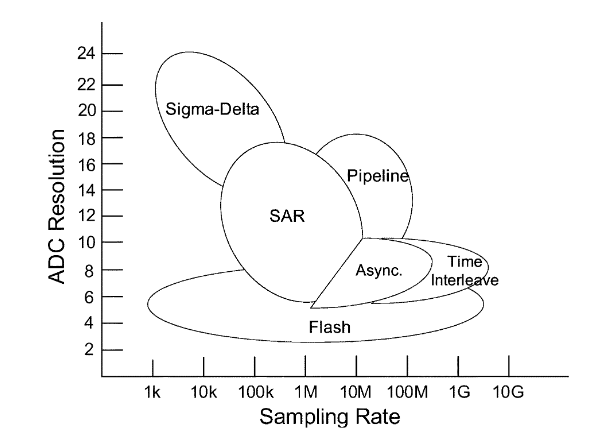 24
22
20
18
16
14
12
10
8
6
4
2
ADC Resolution
Sigma-Delta
Pipeline
SAR
Async.
Time
Interleave
Flash
1k 10k 100k 1M 10M 100M 1G 10G
Sampling Rate